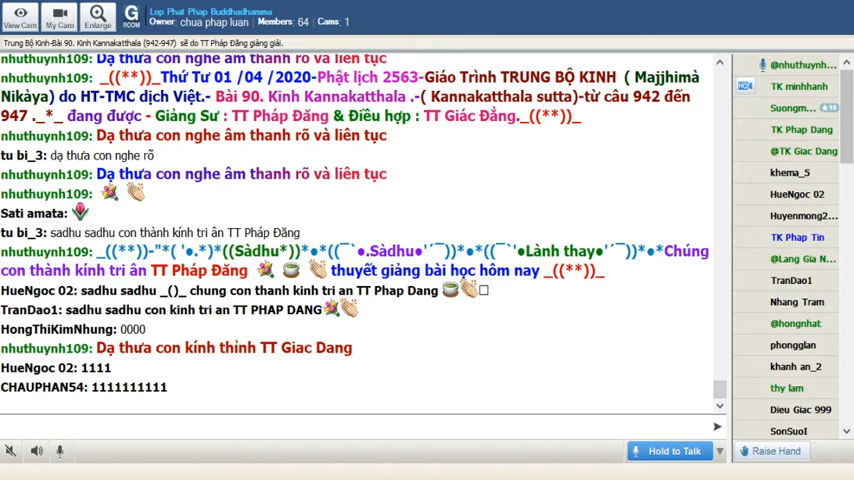 View Cam
My Cam
Enlarge
G ROOM
Lop Phat Phap Buddhadhamma
Owner: chua phap luan Members: 64 Cams: 1
Trung Bộ Kinh-Bài 90. Kinh Kannakatthala (942-947) sẽ do TT Pháp Đăng giảng giải.
nhuthuynh109: Dạ thưa con nghe âm thanh rõ và liên tục
_((**))_Thứ Tư 01 /04 /2020-Phật lịch 2563-Giáo Trình TRUNG BỘ KINH ( Majjhimà
Nikàya) do HT-TMC dịch Việt.- Bài 90. Kinh Kannakatthala .-( Kannakatthala sutta)-từ câu 942 đến
947 ._*_ đang được - Giảng Sư : TT Pháp Đăng & Điều hợp : TT Giác Đẳng._((**))_
nhuthuynh109: Dạ thưa con nghe âm thanh rõ và liên tục
tu bi_3: dạ thưa con nghe rõ
nhuthuynh109: Dạ thưa con nghe âm thanh rõ và liên tục
nhuthuynh109: 💐 👏
Sati amata: 🌷
tu bi_3: sadhu sadhu con thành kính tri ân TT Pháp Đăng
nhuthuynh109: _((**))-"*( '●.*)*((Sàdhu*))*●*((¯`●.Sàdhu●'´¯))*●*((¯`'●Lành thay●'´¯))*●*Chúng
con thành kính tri ân TT Pháp Đăng 💐 🍵 👏 thuyết giảng bài học hôm nay _((**))_
HueNgoc 02: sadhu sadhu _()_ chung con thanh kinh tri an TT Phap Dang 🍵👏□
TranDao1: sadhu sadhu con kinh tri an TT PHAP DANG💐👏
HongThiKimNhung: 0000
nhuthuynh109: Dạ thưa con kính thỉnh TT Giac Dang
HueNgoc 02: 1111
CHAUPHAN54: 1111111111
@nhuthuynh...
TK minhhanh
Suongm...
TK Phap Dang
@TK Giac Dang
khema_5
HueNgoc 02
Huyenmong2...
TK Phap Tin
@Lang Gia N...
TranDao1
Nhang Tram
@hongnhat
phongglan
khanh an_2
thy lam
Dieu Giac 999
SonSuoI
Hold to Talk
Raise Hand